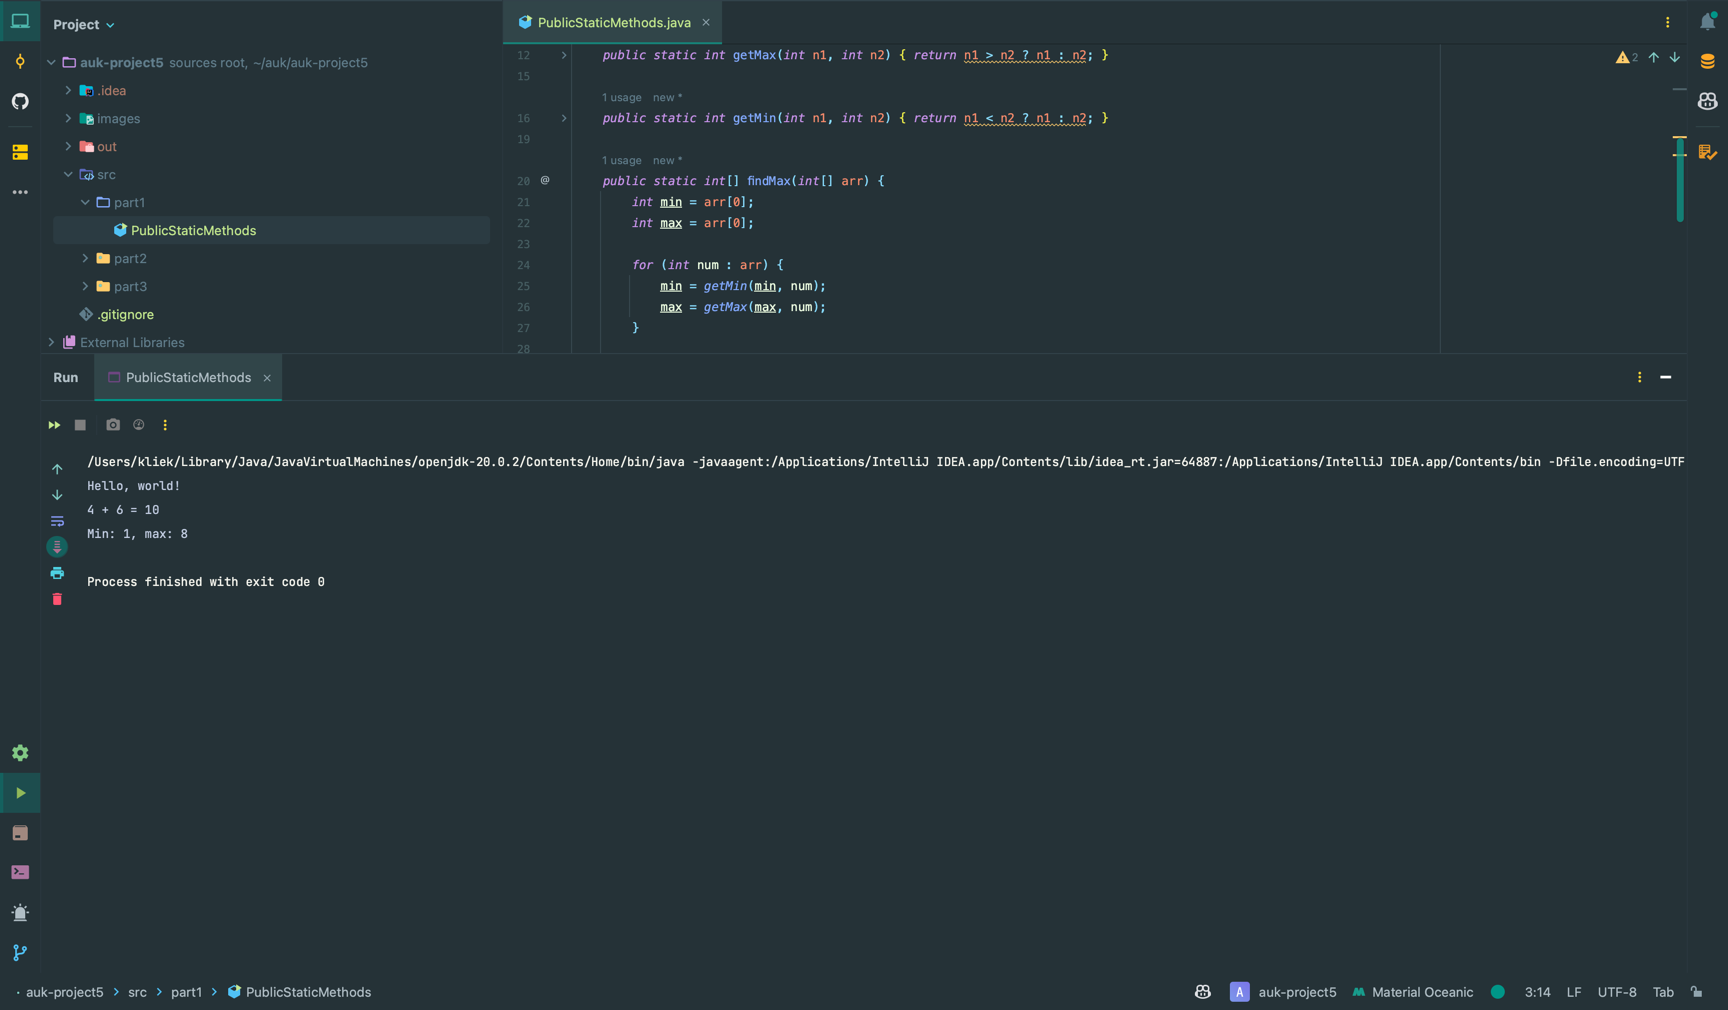 Project
PublicStaticMethods.java
auk-project5 sources root, ~/auk/auk-project5
.idea
images
out
src
part1
PublicStaticMethods
part2
part3
.gitignore
External Libraries
12 public static int getMax(int n1, int n2) { return n1 > n2 ? n1 : n2; }
2
15
1 usage new *
16 public static int getMin(int n1, int n2) { return n1 < n2 ? n1 : n2; }
19
1 usage new *
20 @ public static int[] findMax(int[] arr) {
21 int min = arr[0];
22 int max = arr[0];
23
24 for (int num : arr) {
25 min = getMin(min, num);
26 max = getMax(max, num);
27 }
28
Run PublicStaticMethods
/Users/kliek/Library/Java/JavaVirtualMachines/openjdk-20.0.2/Contents/Home/bin/java -javaagent:/Applications/IntelliJ IDEA.app/Contents/lib/idea_rt.jar=64887:/Applications/IntelliJ IDEA.app/Contents/bin -Dfile.encoding=UTF
Hello, world!
4 + 6 = 10
Min: 1, max: 8
Process finished with exit code 0
auk-project5 > src > part1 > PublicStaticMethods
A auk-project5 Material Oceanic 3:14 LF UTF-8 Tab